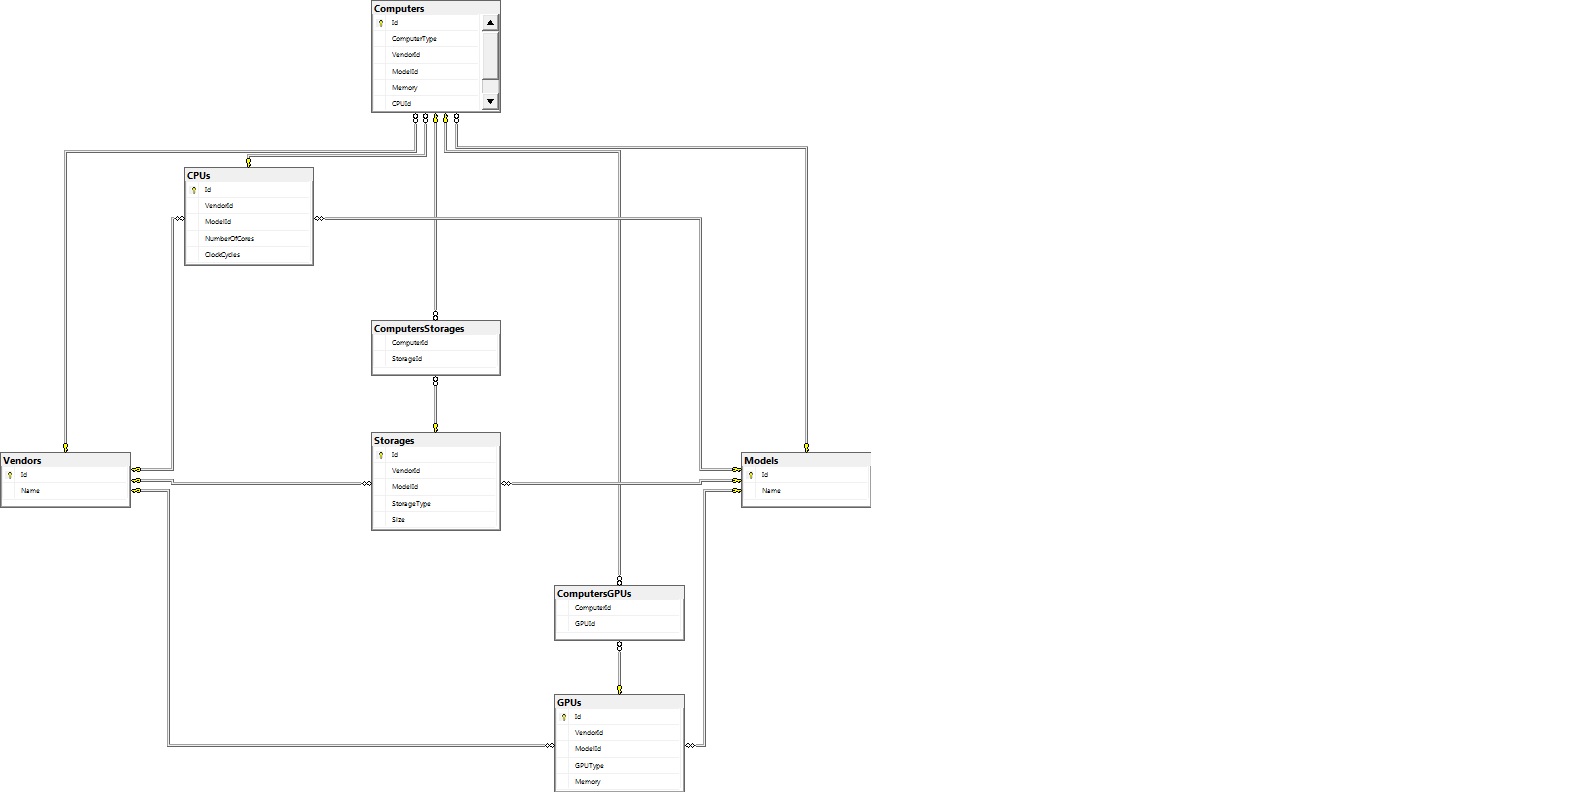 Computers
Id
ComputerType
VendorId
ModelId
Memory
CPUId
CPUs
Id
VendorId
ModelId
NumberOfCores
ClockCycles
ComputersStorages
ComputerId
StorageId
Storages
Id
VendorId
ModelId
StorageType
Size
Vendors
Id
Name
Models
Id
Name
ComputersGPUs
ComputerId
GPUId
GPUs
Id
VendorId
ModelId
GPUType
Memory